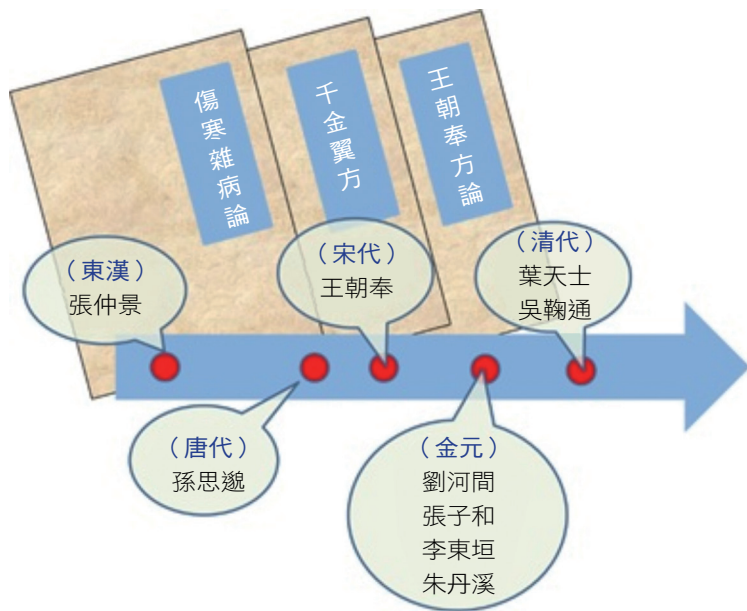 傷寒雜病論
千金翼方
王朝奉方論
（東漢）
張仲景
（宋代）
王朝奉
（清代）
葉天士
吳鞠通
（唐代）
孫思邈
（金元）
劉河間
張子和
李東垣
朱丹溪